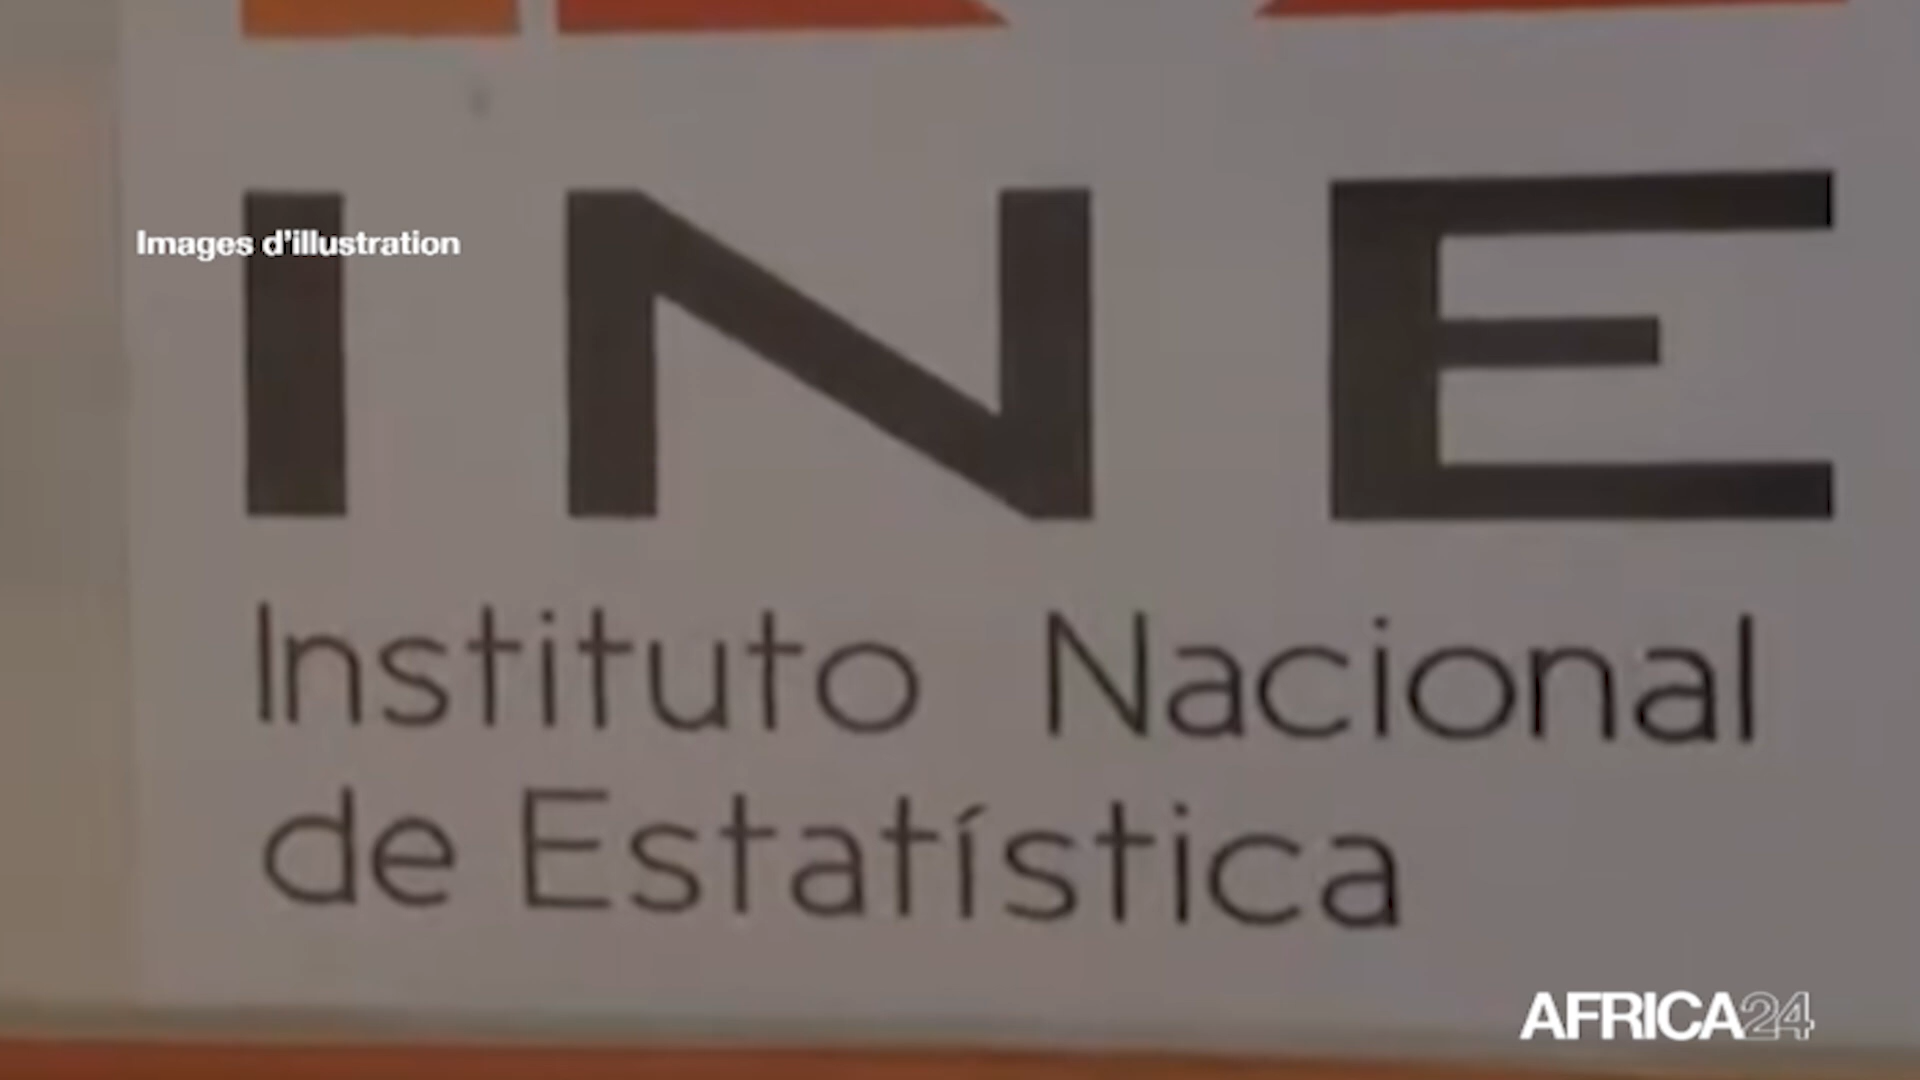 Images d'illustration
INE
Instituto Nacional
de Estatística
AFRICA24